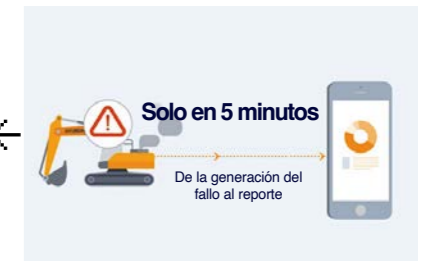 Solo en 5 minutos
De la generación del
fallo al reporte